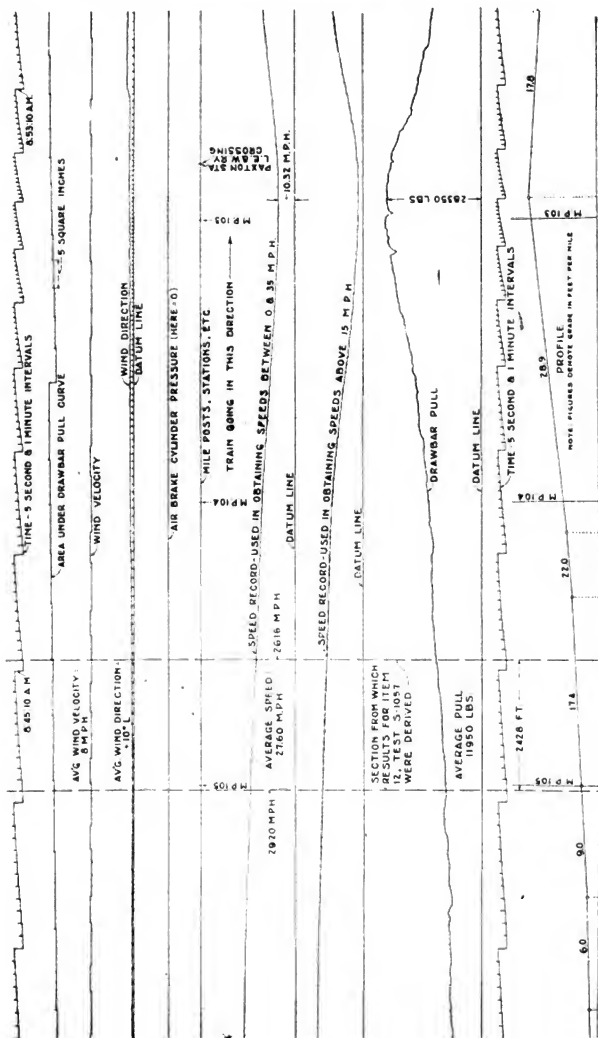 8:53:10 A.M.
5 SQUARE INCHES
TIME - 5 SECOND & 1 MINUTE INTERVALS
AREA UNDER DRAWBAR PULL CURVE
WIND VELOCITY
WIND DIRECTION
DATUM LINE
AIR BRAKE CYLINDER PRESSURE (HERE = 0)
PAXTON STA
L.E. & W. RY
CROSSING
M P 103
MILE POSTS, STATIONS, ETC
TRAIN GOING IN THIS DIRECTION
M P 104
10.32 M.P.H.
SPEED RECORD - USED IN OBTAINING SPEEDS BETWEEN 0 & 35 M P H
DATUM LINE
SPEED RECORD - USED IN OBTAINING SPEEDS ABOVE 15 M P H
DATUM LINE
28350 LBS
DRAWBAR PULL
DATUM LINE
TIME - 5 SECOND & 1 MINUTE INTERVALS
M P 103
17.8
28.9
PROFILE
NOTE: FIGURES DENOTE GRADE IN FEET PER MILE
M P 104
22.0
8:45:10 A M
AV'G WIND VELOCITY =
8 M P H
AV'G WIND DIRECTION =
M P 105
AVERAGE SPEED
27.60 M.P.H.
26.16 M P H
29.20 M P H
SECTION FROM WHICH
RESULTS FOR ITEM
12, TEST S-1057
WERE DERIVED
AVERAGE PULL
11950 LBS.
2428 FT
M P 105
17.4
9.0
6.0